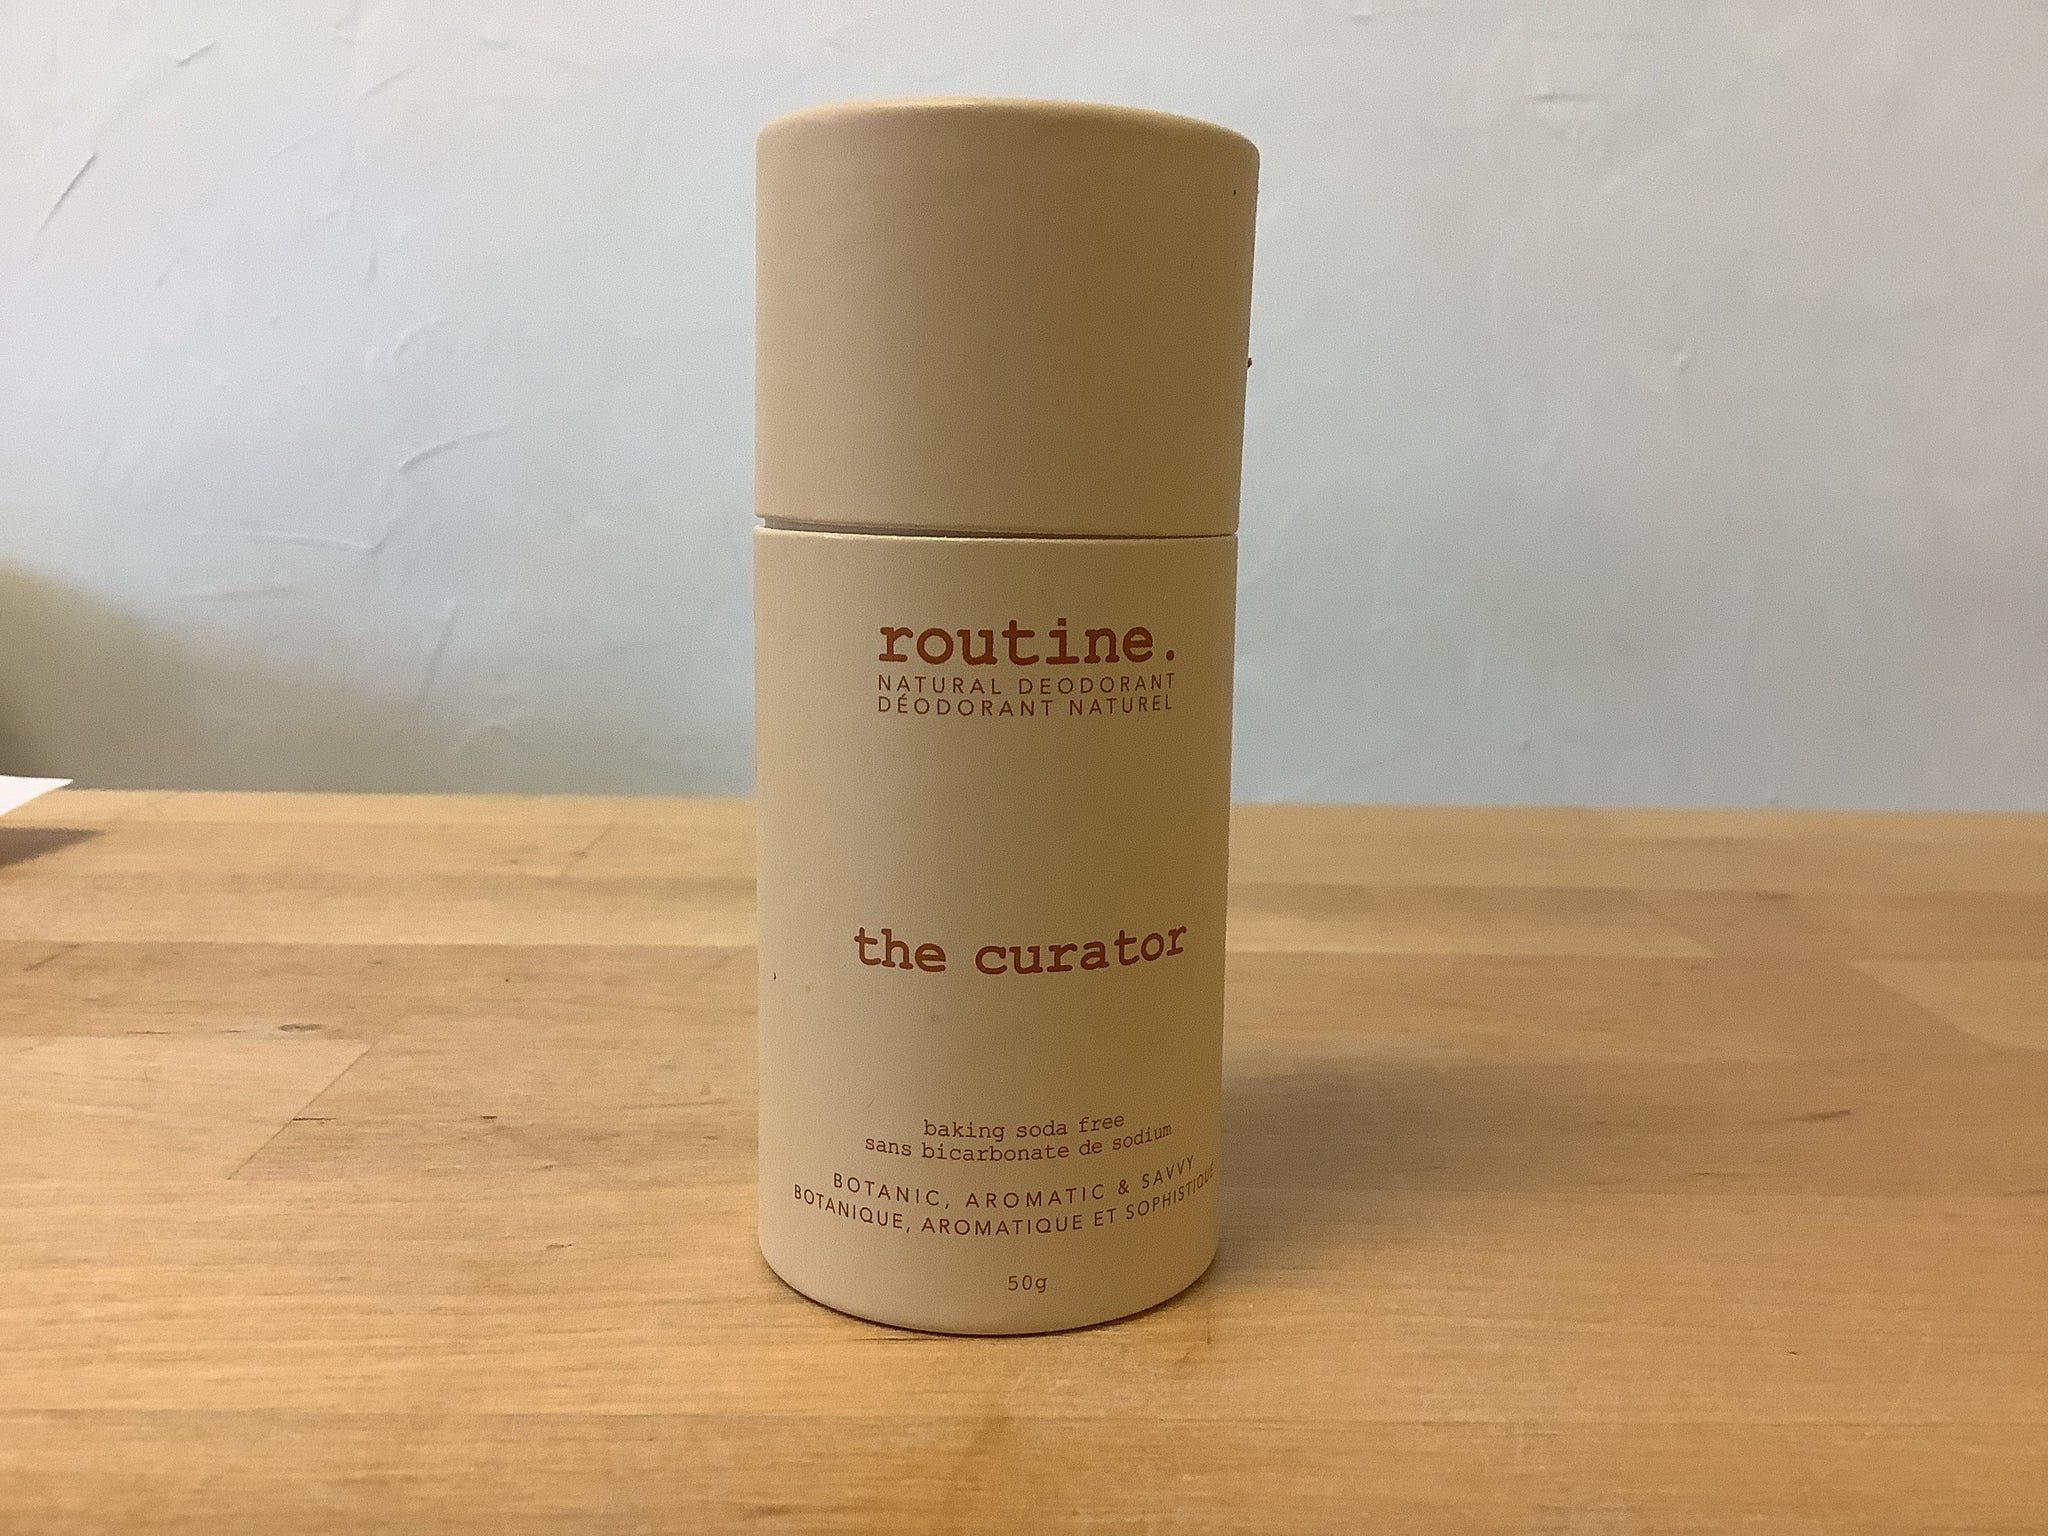 routine.
NATURAL DEODORANT
DÉODORANT NATUREL
the curator
baking soda free
sans bicarbonate de sodium
BOTANIC, AROMATIC & SAVVY
BOTANIQUE, AROMATIQUE ET SOPHISTIQUÉ
50g